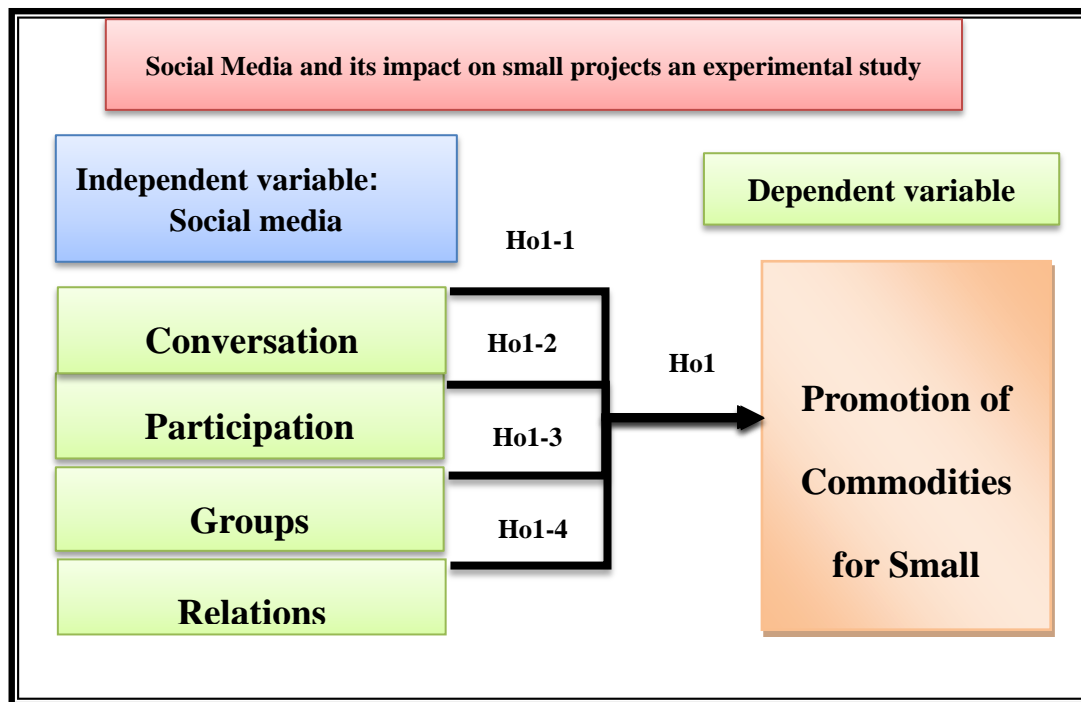 Social Media and its impact on small projects an experimental study
Independent variable:
Social media
Dependent variable
Ho1-1
Conversation
Ho1-2
Ho1
Participation
Ho1-3
Groups
Ho1-4
Relations
Promotion of
Commodities
for Small